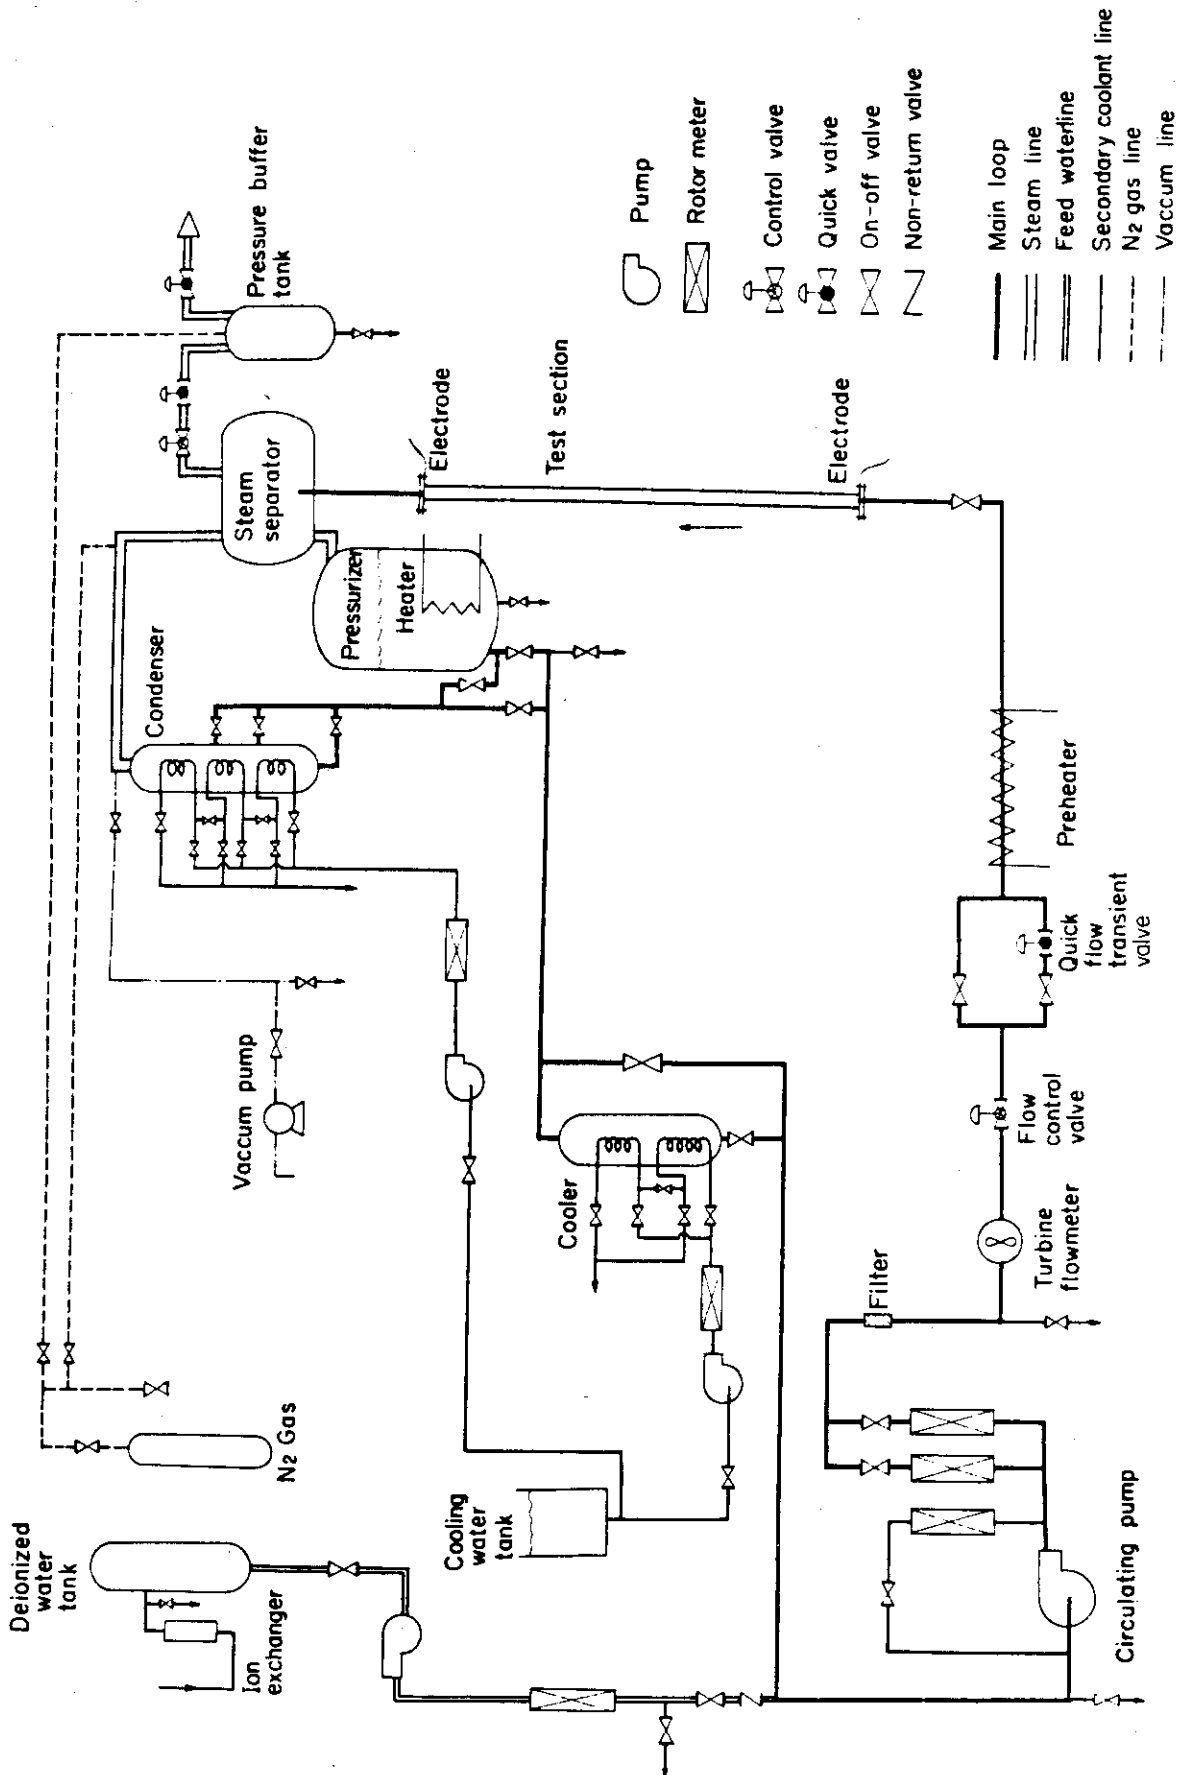 Deionized
water
tank
Ion
exchanger
N2 Gas
Vaccum pump
Condenser
Steam
separator
Pressure buffer
tank
Pressurizer
Heater
Electrode
Test section
Electrode
Cooling
water
tank
Cooler
Filter
Circulating pump
Turbine
flowmeter
Flow
control
valve
Quick
flow
transient
valve
Preheater
Pump
Rotor meter
Control valve
Quick valve
On-off valve
Non-return valve
Main loop
Steam line
Feed waterline
Secondary coolant line
N2 gas line
Vaccum line